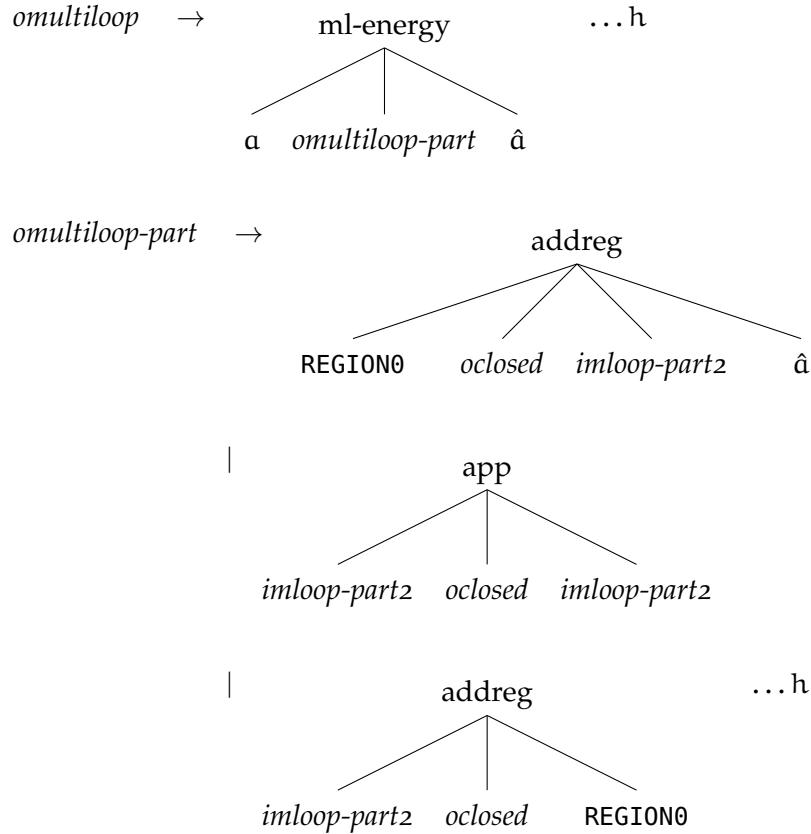 omultiloop → ml-energy ...h
a omultiloop-part â
omultiloop-part → addreg
REGION0 oclosed imloop-part2 â
| app
imloop-part2 oclosed imloop-part2
| addreg ...h
imloop-part2 oclosed REGION0